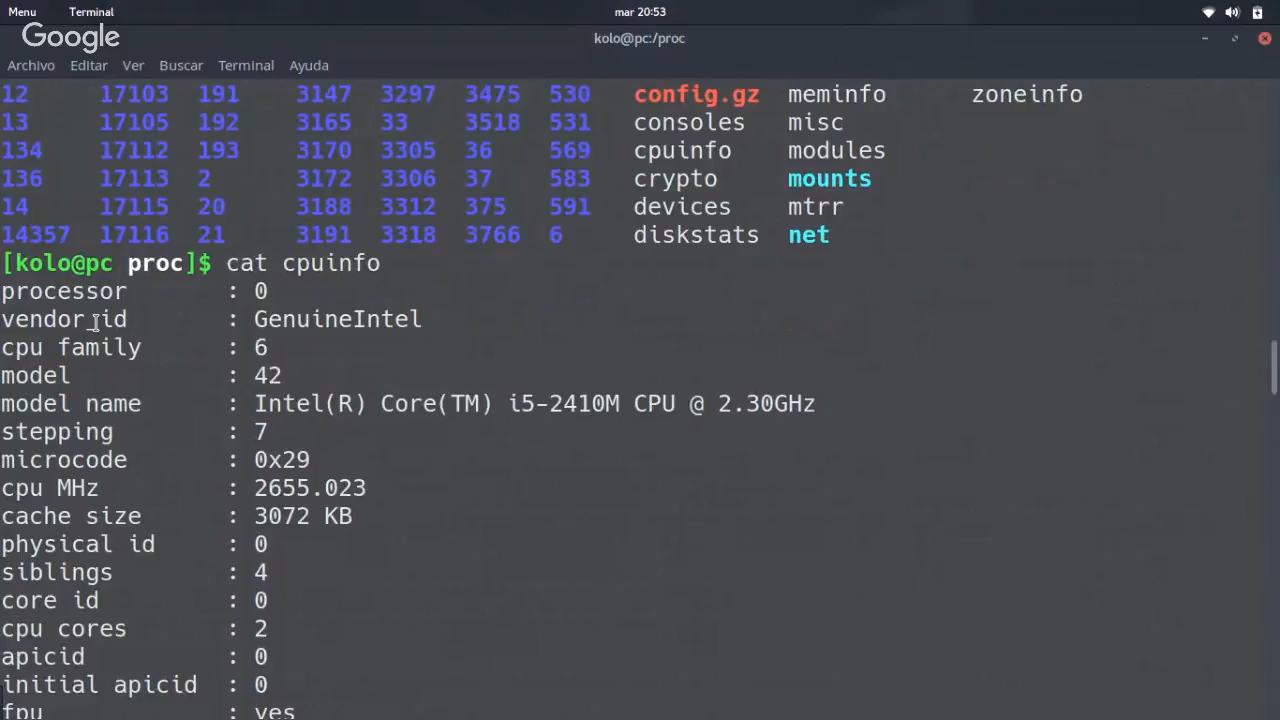 Menu Terminal mar 20:53
Google
kolo@pc:/proc
Archivo Editar Ver Buscar Terminal Ayuda
12 17103 191 3147 3297 3475 530 config.gz meminfo zoneinfo
13 17105 192 3165 33 3518 531 consoles misc
134 17112 193 3170 3305 36 569 cpuinfo modules
136 17113 2 3172 3306 37 583 crypto mounts
14 17115 20 3188 3312 375 591 devices mtrr
14357 17116 21 3191 3318 3766 6 diskstats net
[kolo@pc proc]$ cat cpuinfo
processor : 0
vendor_id : GenuineIntel
cpu family : 6
model : 42
model name : Intel(R) Core(TM) i5-2410M CPU @ 2.30GHz
stepping : 7
microcode : 0x29
cpu MHz : 2655.023
cache size : 3072 KB
physical id : 0
siblings : 4
core id : 0
cpu cores : 2
apicid : 0
initial apicid : 0
fpu : yes